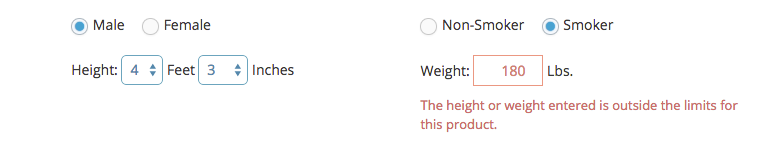 Male Female Non-Smoker Smoker
Height: 4 Feet 3 Inches Weight: 180 Lbs.
The height or weight entered is outside the limits for
this product.